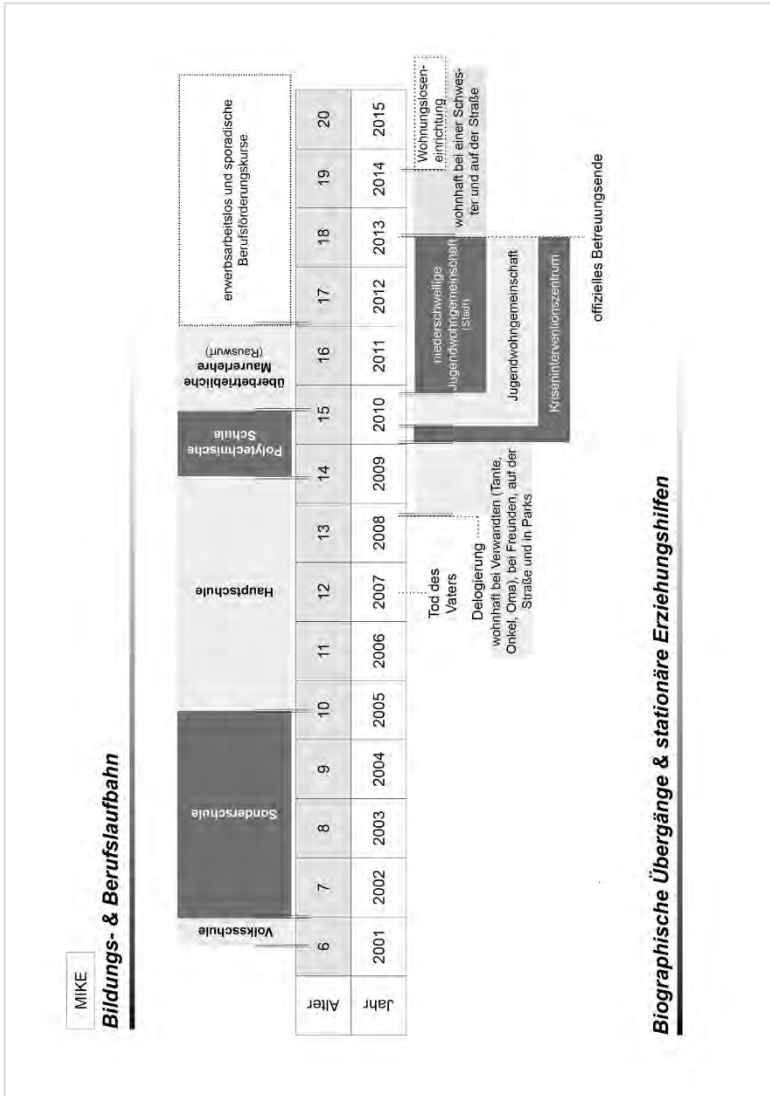 MIKE
Bildungs- & Berufslaufbahn
Volksschule
Sonderschule
Hauptschule
Polytechnische
Schule
überbetriebliche
Maurerlehre
(Rauswurf)
erwerbsarbeitslos und sporadische
Berufsförderungskurse
Alter 6 7 8 9 10 11 12 13 14 15 16 17 18 19 20
Jahr 2001 2002 2003 2004 2005 2006 2007 2008 2009 2010 2011 2012 2013 2014 2015
Tod des
Vaters
Delogierung
wohnhaft bei Verwandten (Tante,
Onkel, Oma), bei Freunden, auf der
Straße und in Parks
niederschwellige
Jugendwohngemeinschaft
(Stadt)
Jugendwohngemeinschaft
Kriseninterventionszentrum
offizielles Betreuungsende
Wohnungslosen-
einrichtung
wohnhaft bei einer Schwes-
ter und auf der Straße
Biographische Übergänge & stationäre Erziehungshilfen